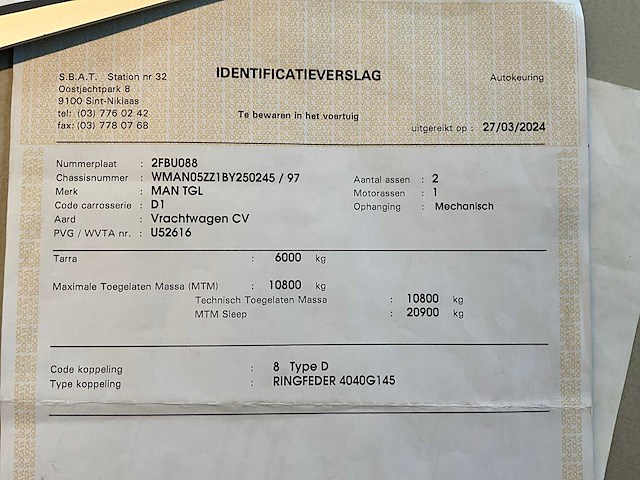 IDENTIFICATIEVERSLAG
S.B.A.T. Station nr 32
Autokeuring
Oostjachtpark 8
9100 Sint-Niklaas
tel: (03) 776 02 42
Te bewaren in het voertuig
fax: (03) 778 07 68
uitgereikt op : 27/03/2024
Nummerplaat : 2FBU088
Chassisnummer : WMAN05ZZ1BY250245 / 97
Aantal assen : 2
Merk : MAN TGL
Motorassen : 1
Code carrosserie : D1
Ophanging : Mechanisch
Aard : Vrachtwagen CV
PVG / WVTA nr. : U52616
Tarra : 6000 kg
Maximale Toegelaten Massa (MTM) : 10800 kg
Technisch Toegelaten Massa : 10800 kg
MTM Sleep : 20900 kg
Code koppeling : 8 Type D
Type koppeling : RINGFEDER 4040G145